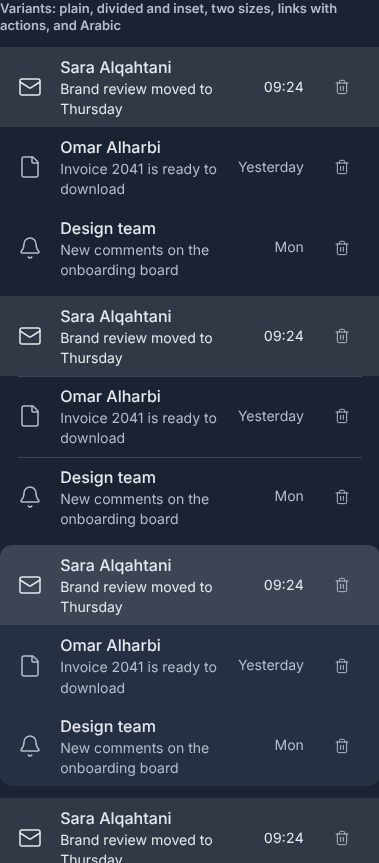 Variants: plain, divided and inset, two sizes, links with
actions, and Arabic
Sara Alqahtani
Brand review moved to
Thursday
09:24
Omar Alharbi
Invoice 2041 is ready to
download
Yesterday
Design team
New comments on the
onboarding board
Mon
Sara Alqahtani
Brand review moved to
Thursday
09:24
Omar Alharbi
Invoice 2041 is ready to
download
Yesterday
Design team
New comments on the
onboarding board
Mon
Sara Alqahtani
Brand review moved to
Thursday
09:24
Omar Alharbi
Invoice 2041 is ready to
download
Yesterday
Design team
New comments on the
onboarding board
Mon
Sara Alqahtani
Brand review moved to
Thursday
09:24